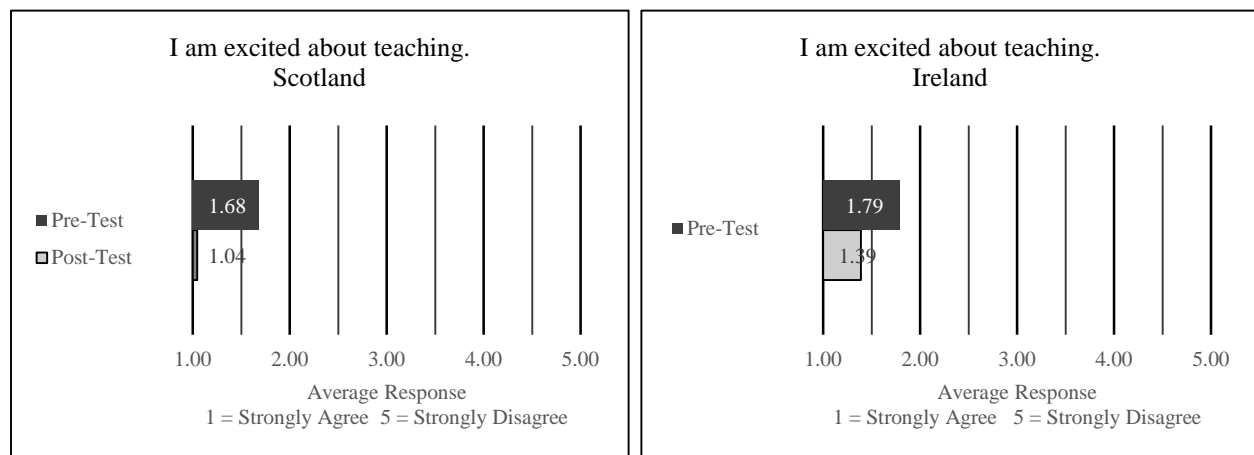 I am excited about teaching.
Scotland
Pre-Test
Post-Test
1.68
1.04
1.00 2.00 3.00 4.00 5.00
Average Response
1 = Strongly Agree 5 = Strongly Disagree
I am excited about teaching.
Ireland
Pre-Test
1.79
1.39
1.00 2.00 3.00 4.00 5.00
Average Response
1 = Strongly Agree 5 = Strongly Disagree